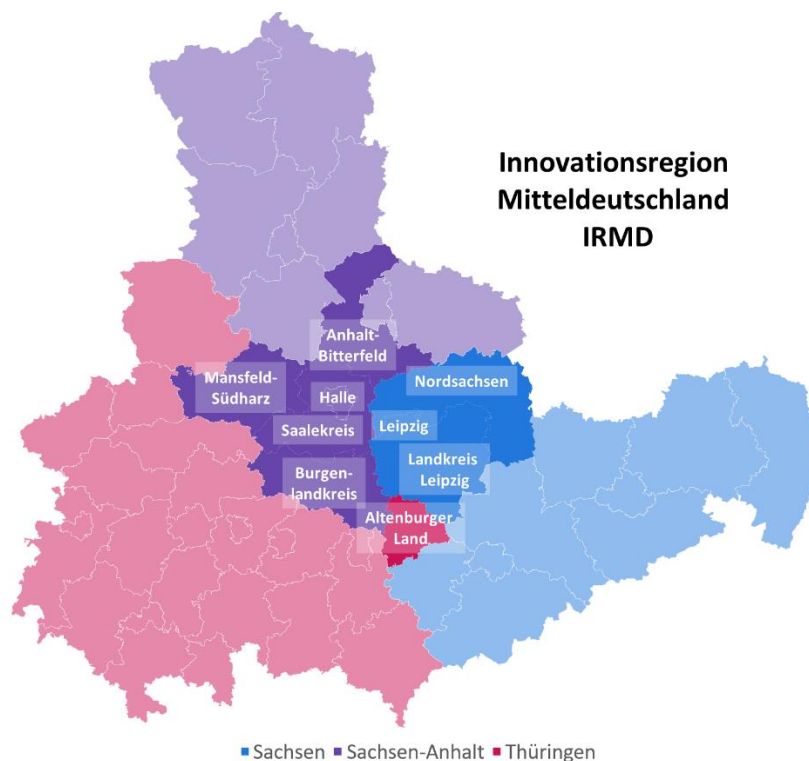 Innovationsregion
Mitteldeutschland
IRMD
Anhalt-
Bitterfeld
Mansfeld-
Südharz
Halle
Nordsachsen
Saalekreis
Leipzig
Burgen-
landkreis
Landkreis
Leipzig
Altenburger
Land
Sachsen Sachsen-Anhalt Thüringen